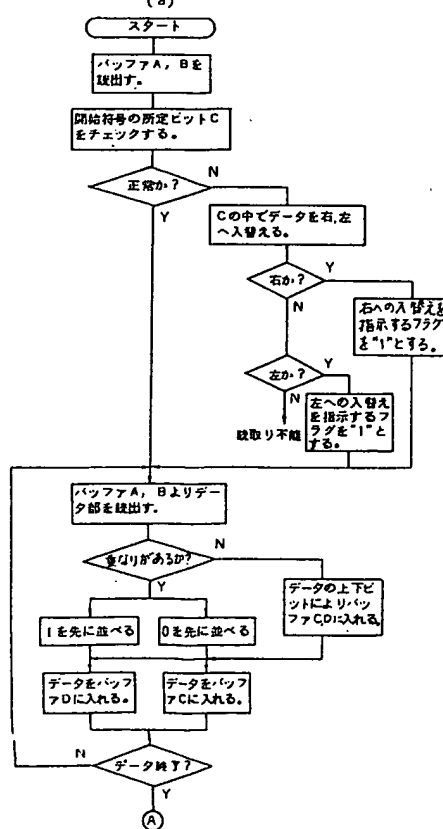 (a)
スタート
バッファA, Bを
読出す。
開始符号の所定ビットC
をチェックする。
正常か?
N
Y
Cの中でデータを右,左
へ入替える。
右か?
Y
N
右への入替えを
指示するフラグ
を"1"とする。
左か?
Y
N
読取り不能
左への入替え
を指示するフ
ラグを"1"と
する。
バッファA, Bよりデー
タ部を読出す。
重なりがあるか?
N
Y
データの上下ビ
ットによりバッ
ファC,Dに入れる。
1を先に並べる
0を先に並べる
データをバッフ
ァDに入れる。
データをバッフ
ァCに入れる。
データ終了?
N
Y
A